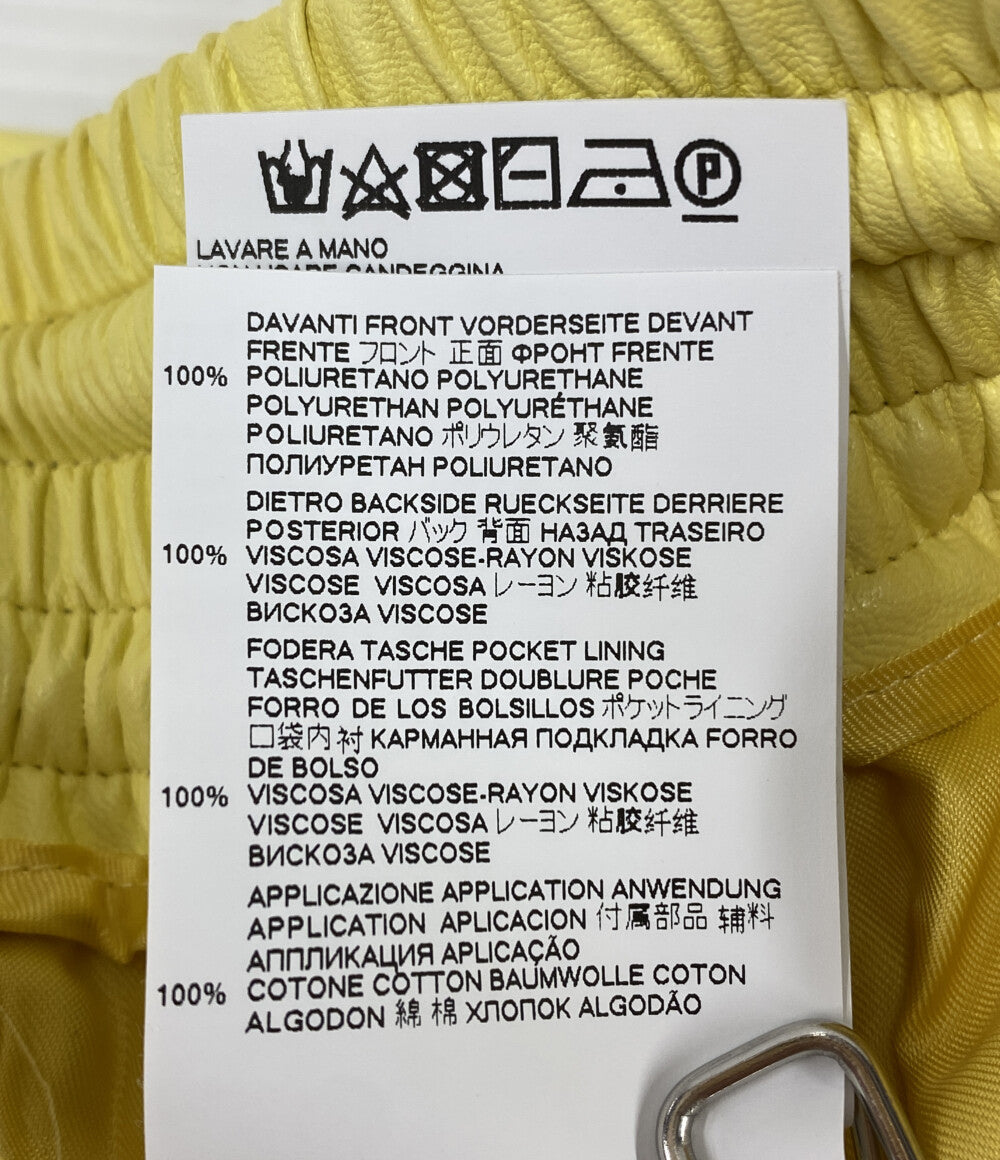 P
LAVARE A MANO
NON USARE CANDEGGINA
DAVANTI FRONT VORDERSEITE DEVANT
FRENTE フロント 正面 ФРОНТ FRENTE
100% POLIURETANO POLYURETHANE
POLYURETHAN POLYURÉTHANE
POLIURETANO ポリウレタン 聚氨酯
ПОЛИУРЕТАН POLIURETANO
DIETRO BACKSIDE RUECKSEITE DERRIERE
POSTERIOR バック 背面 НАЗАД TRASEIRO
100% VISCOSA VISCOSE-RAYON VISKOSE
VISCOSE VISCOSA レーヨン 粘胶纤维
ВИСКОЗА VISCOSE
FODERA TASCHE POCKET LINING
TASCHENFUTTER DOUBLURE POCHE
FORRO DE LOS BOLSILLOS ポケットライニング
口袋内衬 КАРМАННАЯ ПОДКЛАДКА FORRO
DE BOLSO
100% VISCOSA VISCOSE-RAYON VISKOSE
VISCOSE VISCOSA レーヨン 粘胶纤维
ВИСКОЗА VISCOSE
APPLICAZIONE APPLICATION ANWENDUNG
APPLICATION APLICACION 付属部品 辅料
АППЛИКАЦИЯ APLICAÇÃO
100% COTONE COTTON BAUMWOLLE COTON
ALGODON 綿 棉 ХЛОПОК ALGODÃO